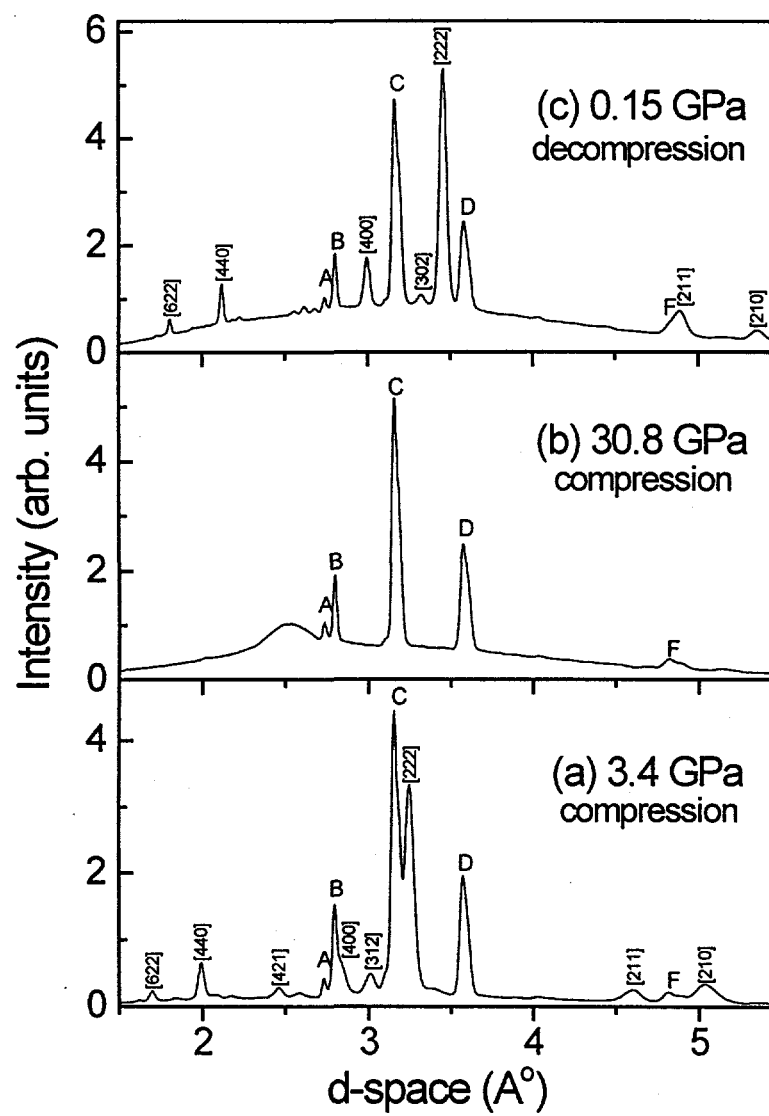 6
4
2
0
[622]
[440]
A
B
[400]
C
[302]
[222]
D
F
[211]
[210]
(c) 0.15 GPa
decompression
4
2
0
A
B
C
D
F
(b) 30.8 GPa
compression
4
2
0
[622]
[440]
[421]
A
B
[400]
[312]
C
[222]
D
[211]
F
[210]
(a) 3.4 GPa
compression
Intensity (arb. units)
2 3 4 5
d-space (A°)